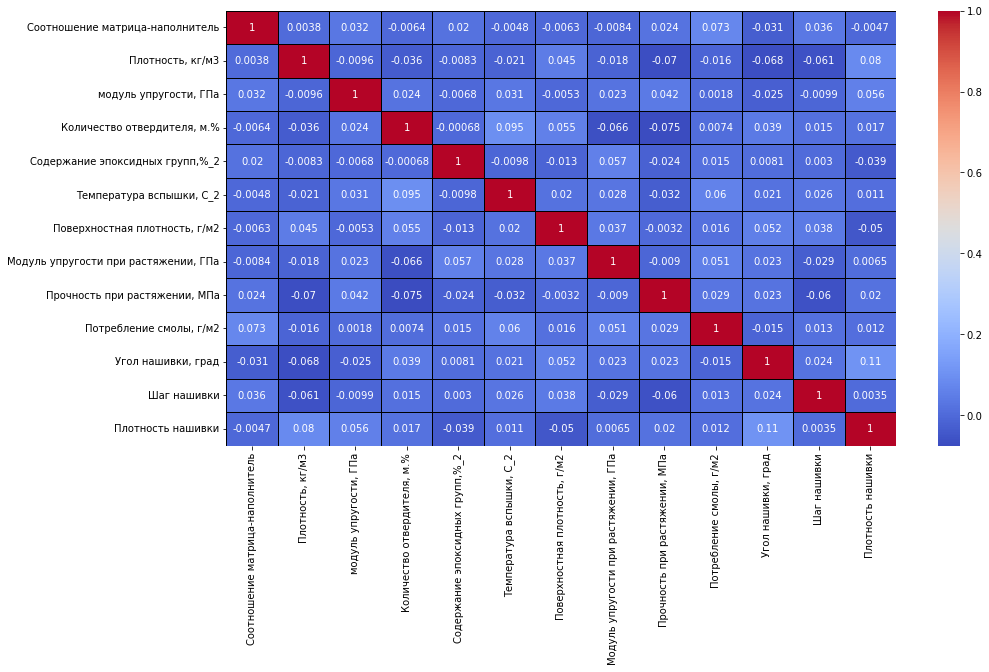 Соотношение матрица-наполнитель 1 0.0038 0.032 -0.0064 0.02 -0.0048 -0.0063 -0.0084 0.024 0.073 -0.031 0.036 -0.0047
Плотность, кг/м3 0.0038 1 -0.0096 -0.036 -0.0083 -0.021 0.045 -0.018 -0.07 -0.016 -0.068 -0.061 0.08
модуль упругости, ГПа 0.032 -0.0096 1 0.024 -0.0068 0.031 -0.0053 0.023 0.042 0.0018 -0.025 -0.0099 0.056
Количество отвердителя, м.% -0.0064 -0.036 0.024 1 -0.00068 0.095 0.055 -0.066 -0.075 0.0074 0.039 0.015 0.017
Содержание эпоксидных групп,%_2 0.02 -0.0083 -0.0068 -0.00068 1 -0.0098 -0.013 0.057 -0.024 0.015 0.0081 0.003 -0.039
Температура вспышки, С_2 -0.0048 -0.021 0.031 0.095 -0.0098 1 0.02 0.028 -0.032 0.06 0.021 0.026 0.011
Поверхностная плотность, г/м2 -0.0063 0.045 -0.0053 0.055 -0.013 0.02 1 0.037 -0.0032 0.016 0.052 0.038 -0.05
Модуль упругости при растяжении, ГПа -0.0084 -0.018 0.023 -0.066 0.057 0.028 0.037 1 -0.009 0.051 0.023 -0.029 0.0065
Прочность при растяжении, МПа 0.024 -0.07 0.042 -0.075 -0.024 -0.032 -0.0032 -0.009 1 0.029 0.023 -0.06 0.02
Потребление смолы, г/м2 0.073 -0.016 0.0018 0.0074 0.015 0.06 0.016 0.051 0.029 1 -0.015 0.013 0.012
Угол нашивки, град -0.031 -0.068 -0.025 0.039 0.0081 0.021 0.052 0.023 0.023 -0.015 1 0.024 0.11
Шаг нашивки 0.036 -0.061 -0.0099 0.015 0.003 0.026 0.038 -0.029 -0.06 0.013 0.024 1 0.0035
Плотность нашивки -0.0047 0.08 0.056 0.017 -0.039 0.011 -0.05 0.0065 0.02 0.012 0.11 0.0035 1
Соотношение матрица-наполнитель
Плотность, кг/м3
модуль упругости, ГПа
Количество отвердителя, м.%
Содержание эпоксидных групп,%_2
Температура вспышки, С_2
Поверхностная плотность, г/м2
Модуль упругости при растяжении, ГПа
Прочность при растяжении, МПа
Потребление смолы, г/м2
Угол нашивки, град
Шаг нашивки
Плотность нашивки
1.0
0.8
0.6
0.4
0.2
0.0